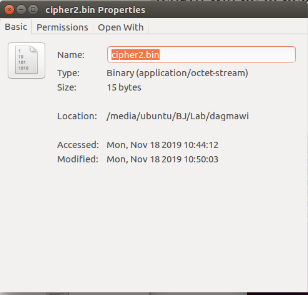 cipher2.bin Properties
Basic Permissions Open With
Name: cipher2.bin
Type: Binary (application/octet-stream)
Size: 15 bytes
Location: /media/ubuntu/BJ/Lab/dagmawi
Accessed: Mon, Nov 18 2019 10:44:12
Modified: Mon, Nov 18 2019 10:50:03